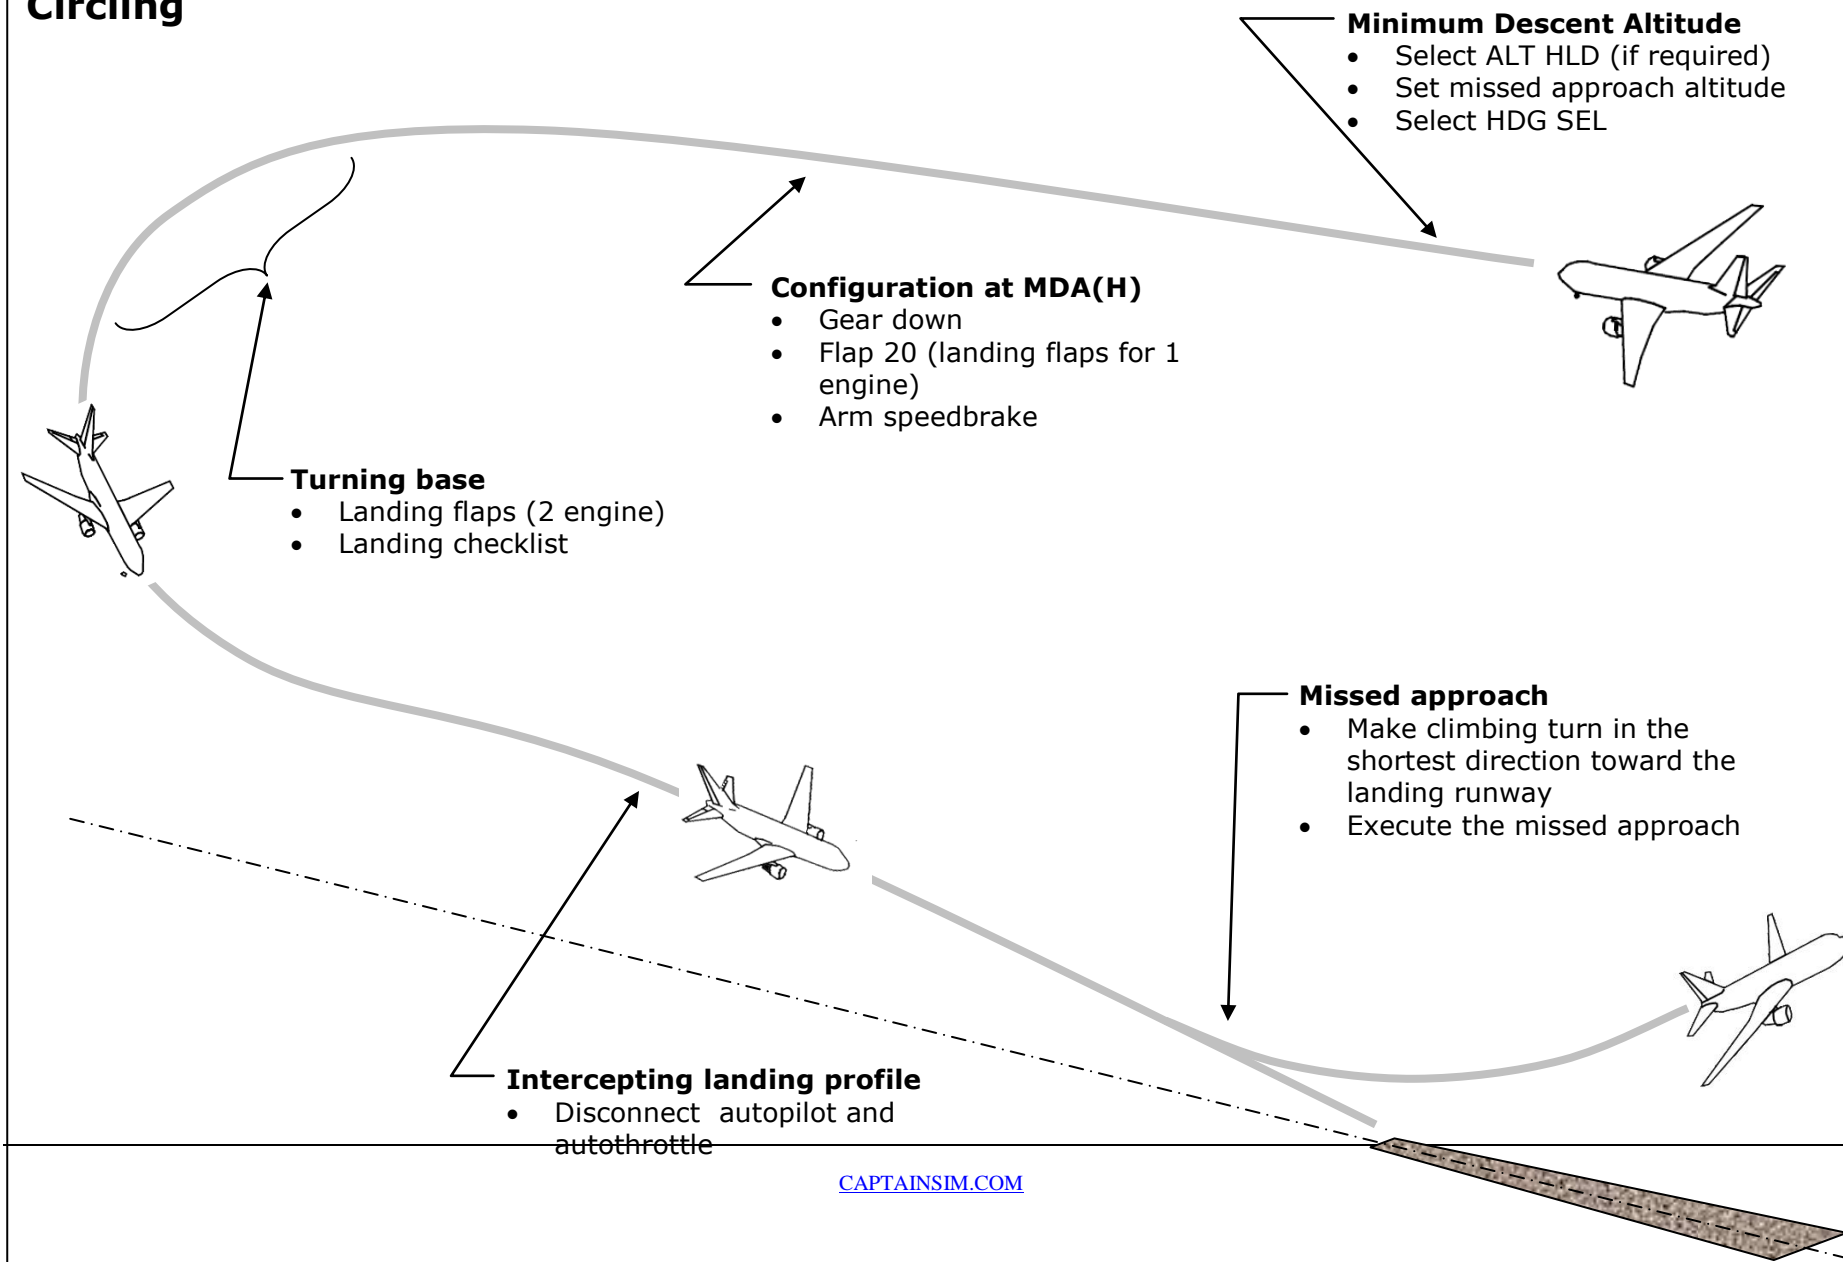 Circling
Minimum Descent Altitude
• Select ALT HLD (if required)
• Set missed approach altitude
• Select HDG SEL
Configuration at MDA(H)
• Gear down
• Flap 20 (landing flaps for 1
engine)
• Arm speedbrake
Turning base
• Landing flaps (2 engine)
• Landing checklist
Missed approach
• Make climbing turn in the
shortest direction toward the
landing runway
• Execute the missed approach
Intercepting landing profile
• Disconnect  autopilot and
autothrottle
CAPTAINSIM.COM